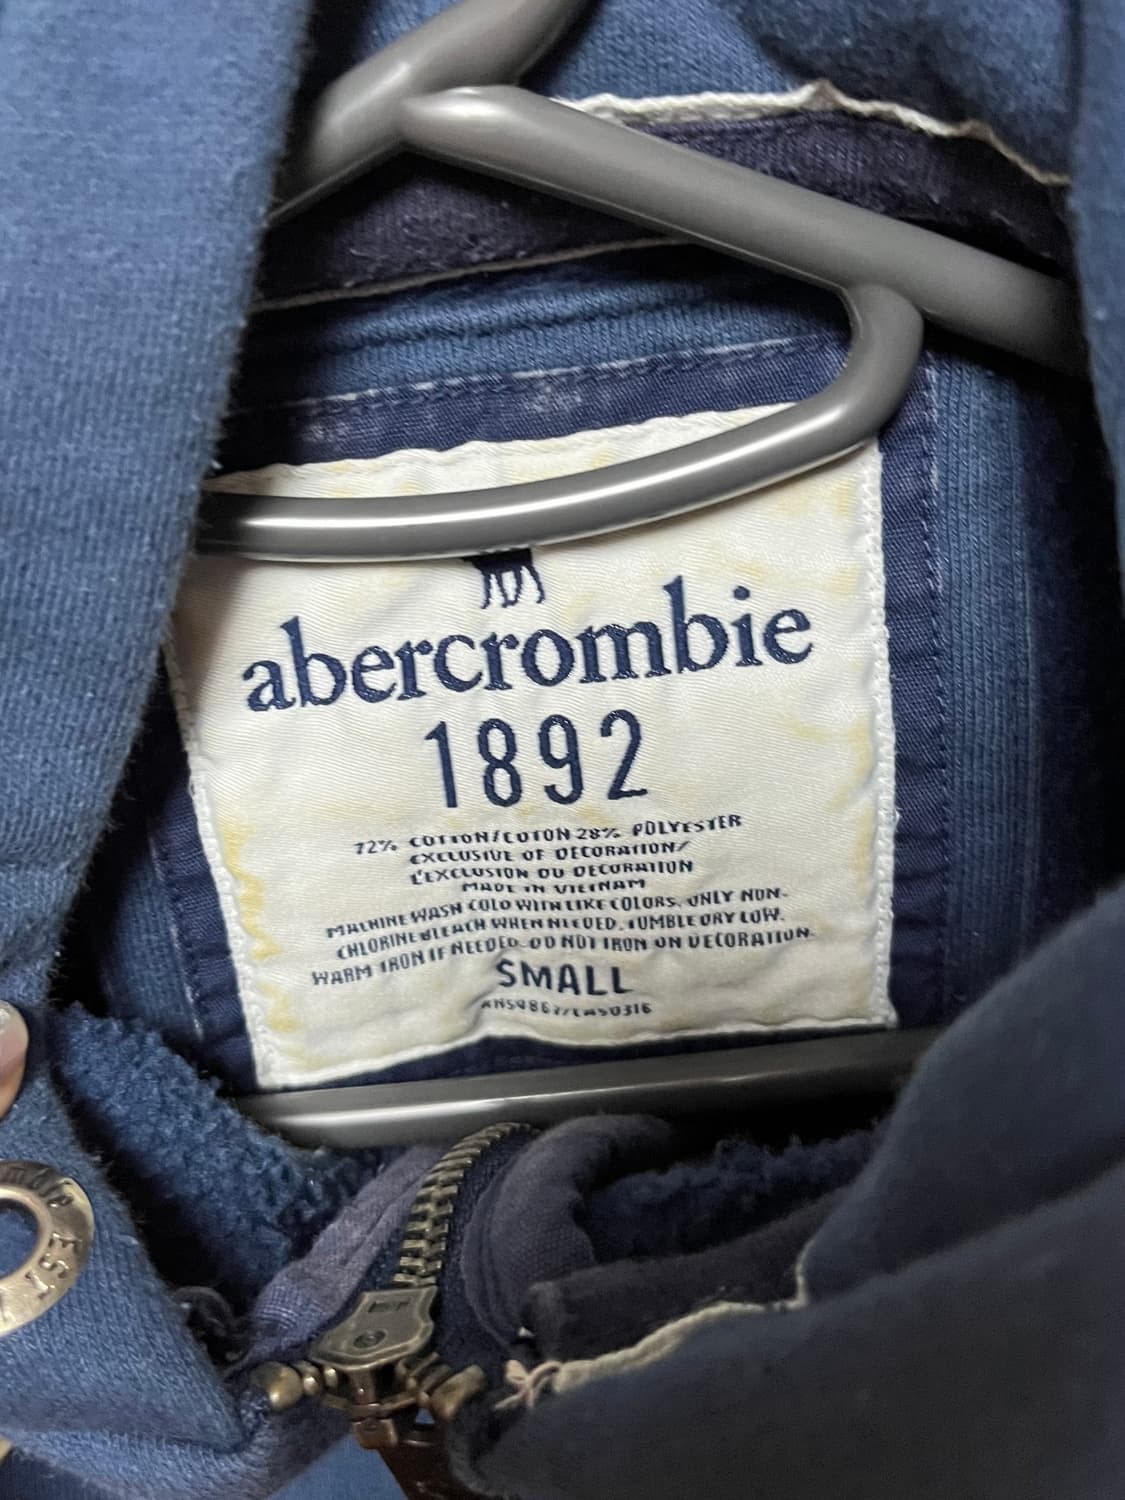 abercrombie
1892
72% COTTON/COTON 28% POLYESTER
EXCLUSIVE OF DECORATION/
L'EXCLUSION DU DECORATION
MADE IN VIETNAM
MACHINE WASH COLD WITH LIKE COLORS. ONLY NON-
CHLORINE BLEACH WHEN NEEDED. TUMBLE DRY LOW.
WARM IRON IF NEEDED. DO NOT IRON ON DECORATION.
SMALL